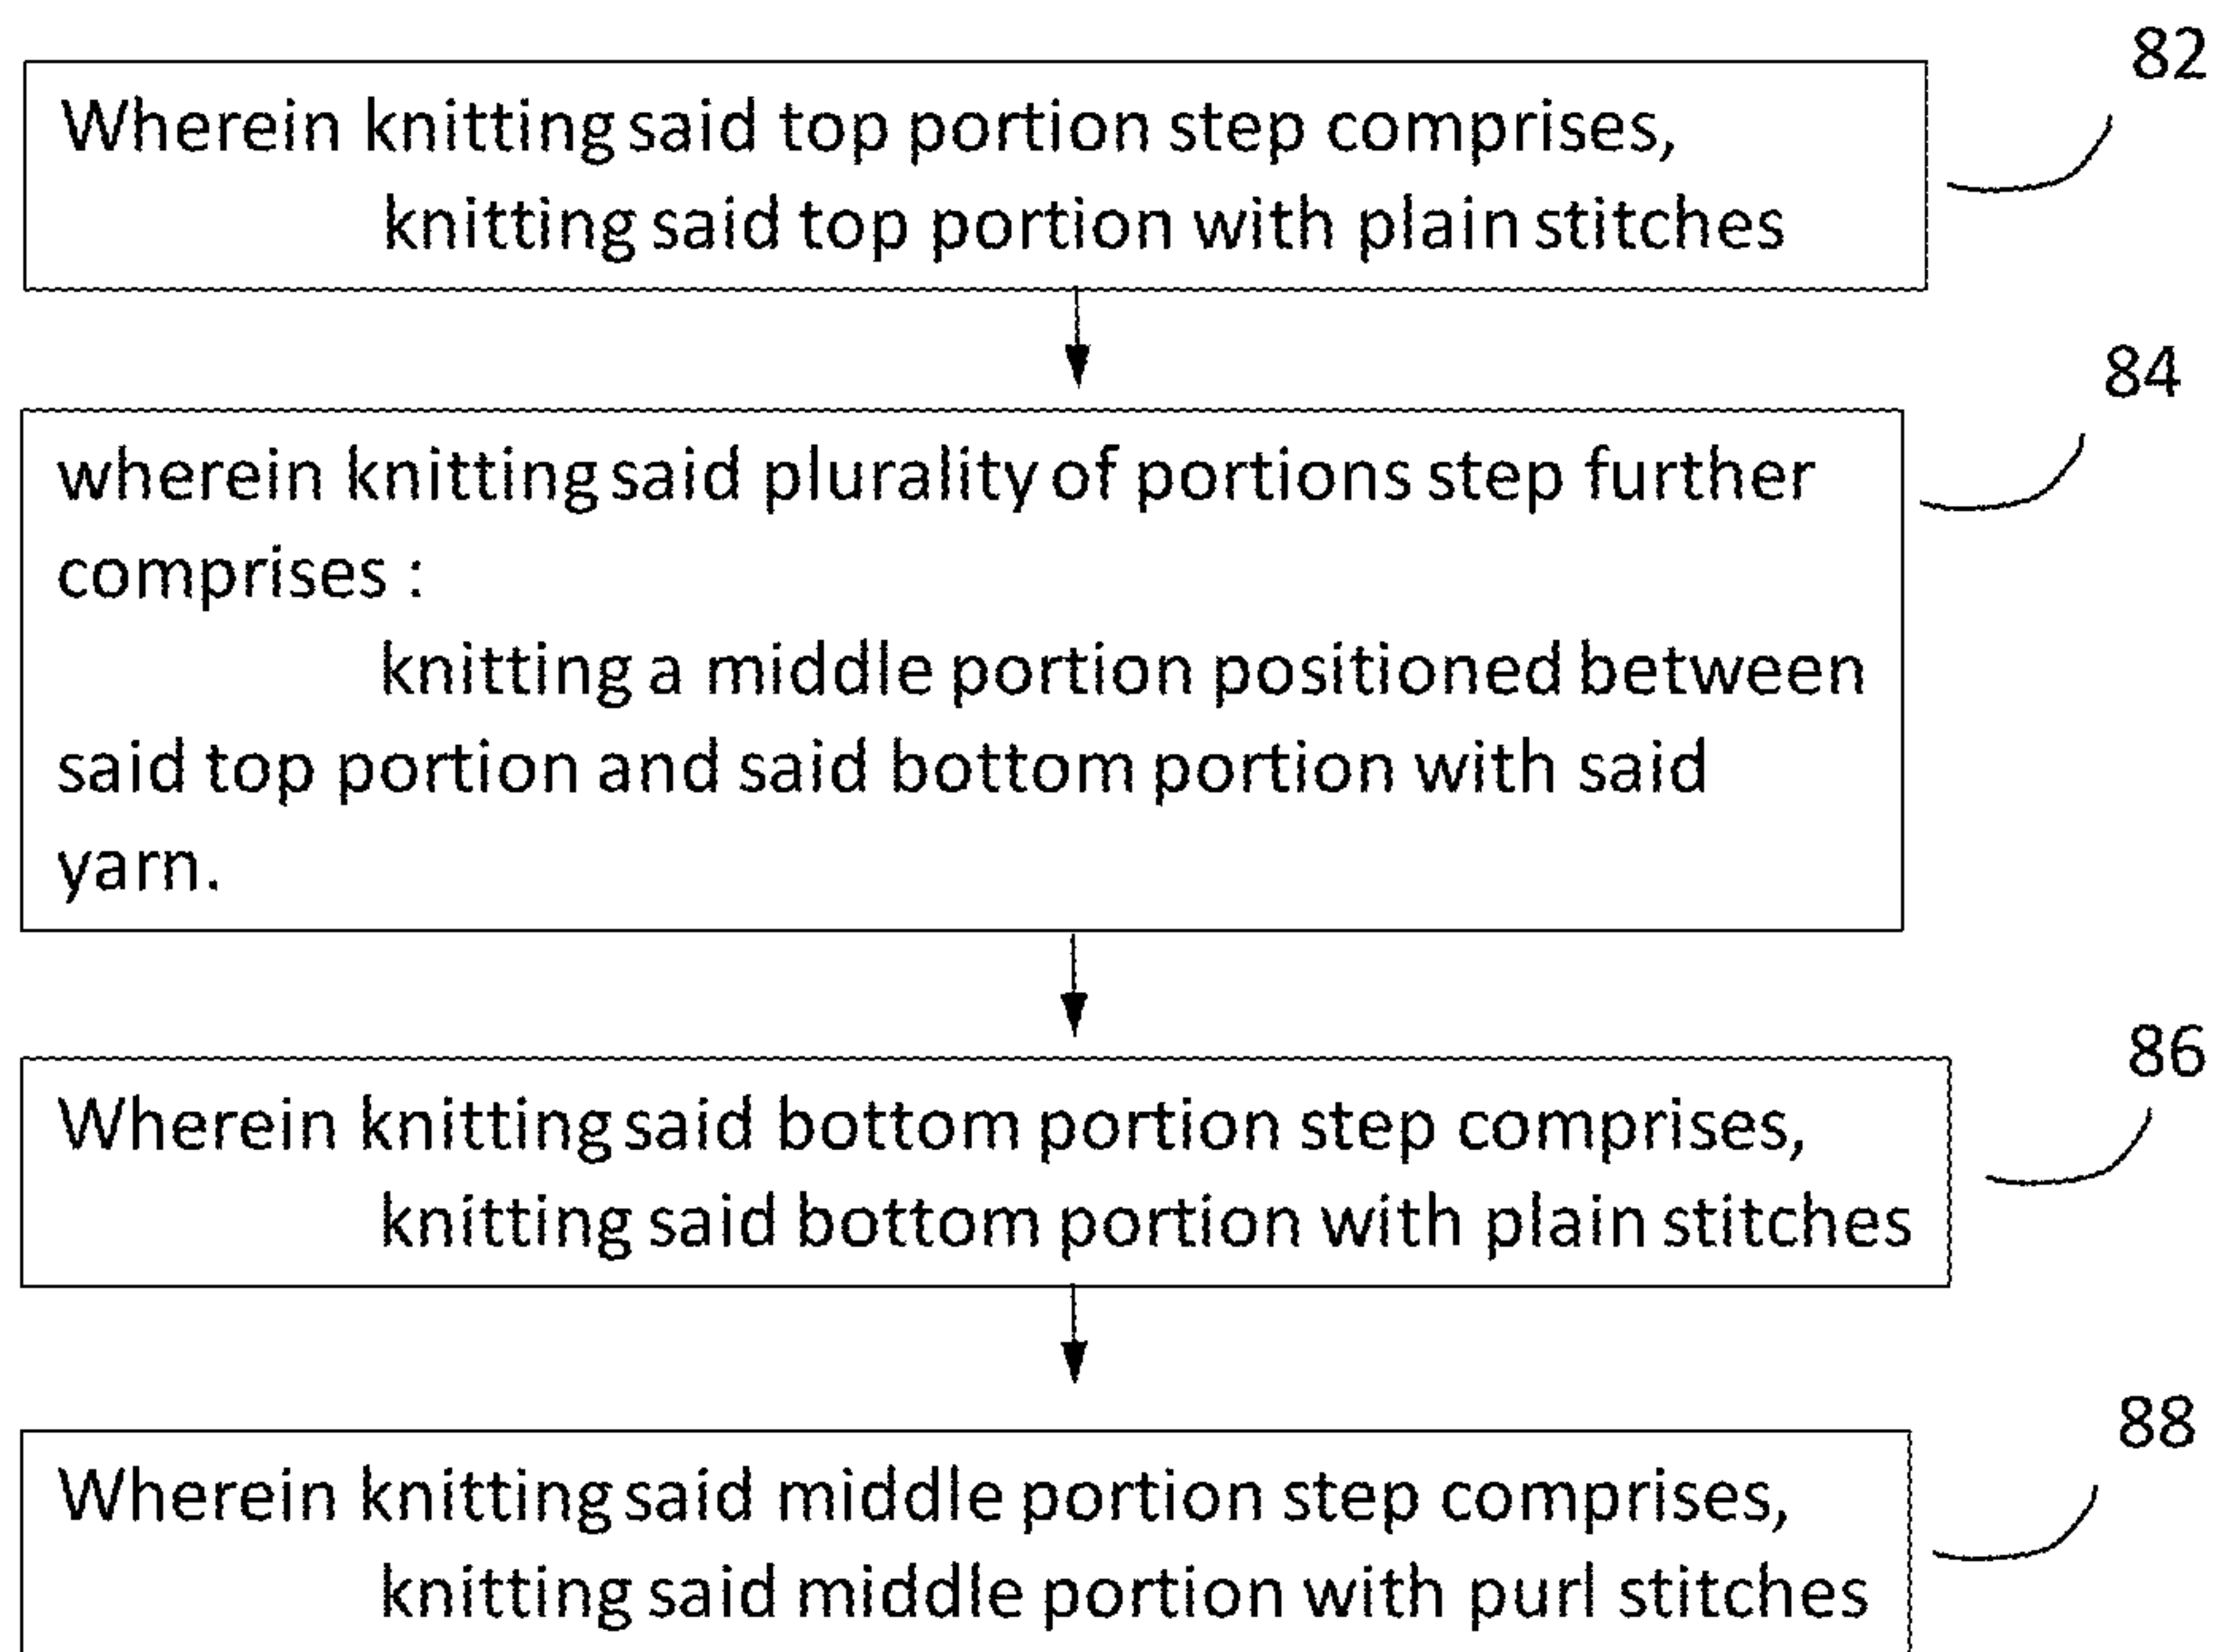 82
Wherein knitting said top portion step comprises,
knitting said top portion with plain stitches
84
wherein knitting said plurality of portions step further
comprises :
knitting a middle portion positioned between
said top portion and said bottom portion with said
yarn.
86
Wherein knitting said bottom portion step comprises,
knitting said bottom portion with plain stitches
88
Wherein knitting said middle portion step comprises,
knitting said middle portion with purl stitches